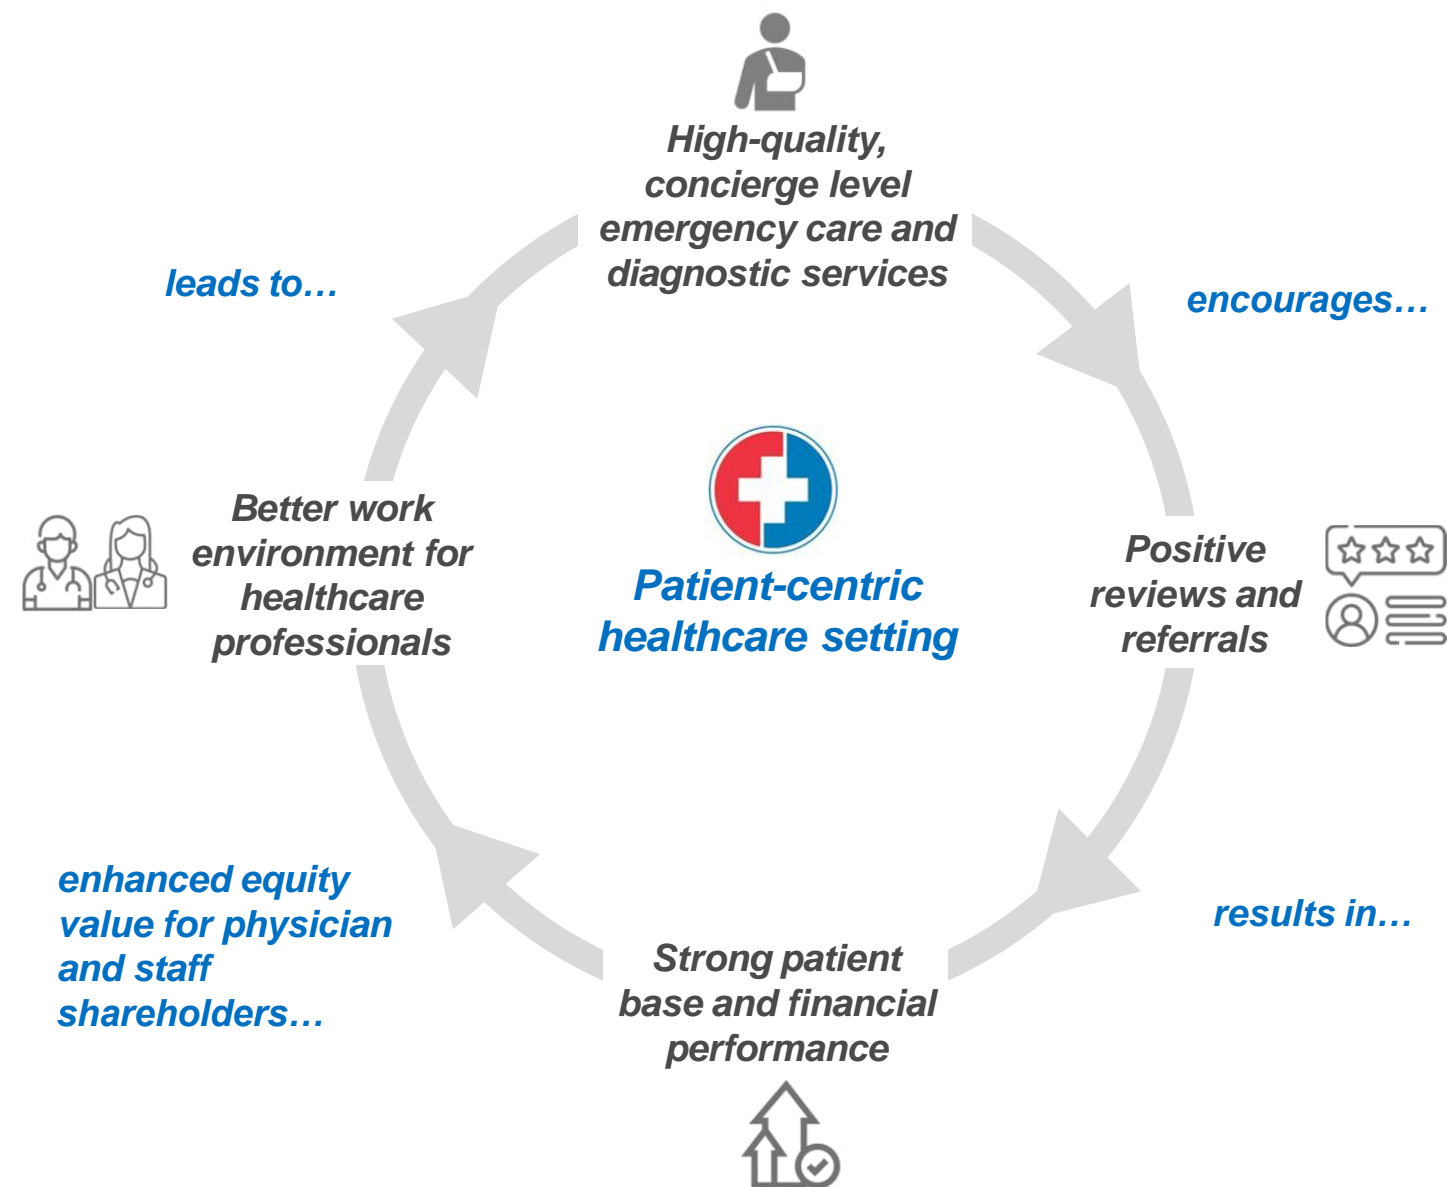 High-quality,
concierge level
emergency care and
diagnostic services
leads to…
encourages…
Better work
environment for
healthcare
professionals
Patient-centric
healthcare setting
Positive
reviews and
referrals
enhanced equity
value for physician
and staff
shareholders…
results in…
Strong patient
base and financial
performance